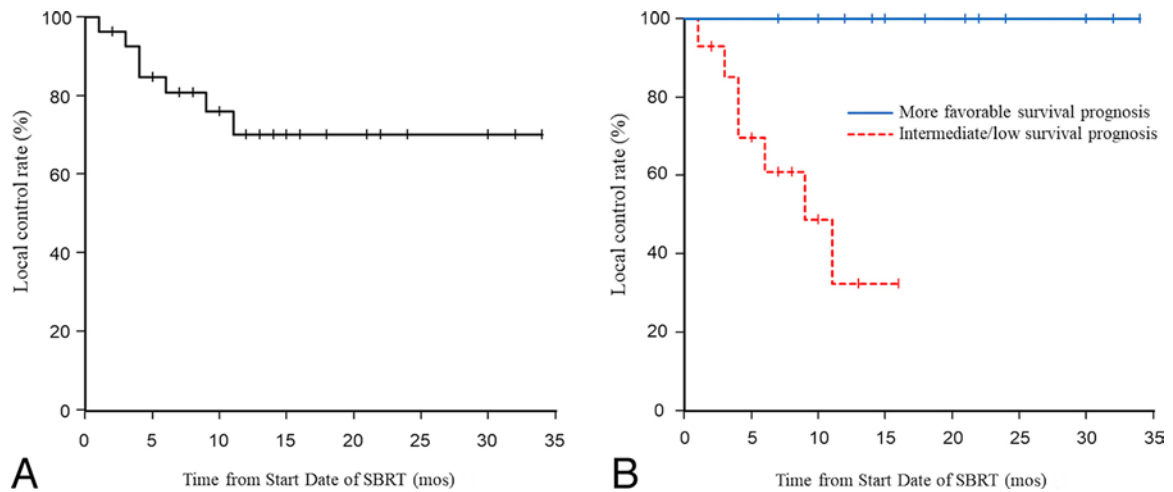 100
80
60
40
20
0
Local control rate (%)
0 5 10 15 20 25 30 35
Time from Start Date of SBRT (mos)
A
100
80
60
40
20
0
Local control rate (%)
More favorable survival prognosis
Intermediate/low survival prognosis
0 5 10 15 20 25 30 35
Time from Start Date of SBRT (mos)
B